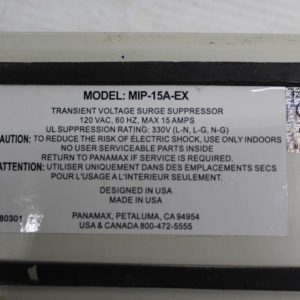 MODEL: MIP-15A-EX
TRANSIENT VOLTAGE SURGE SUPPRESSOR
120 VAC, 60 HZ, MAX 15 AMPS
UL SUPPRESSION RATING: 330V (L-N, L-G, N-G)
CAUTION: TO REDUCE THE RISK OF ELECTRIC SHOCK, USE ONLY INDOORS
NO USER SERVICEABLE PARTS INSIDE
RETURN TO PANAMAX IF SERVICE IS NEEDED
ATTENTION: UTILISER UNIQUEMENT DANS DES EMPLACEMENTS SECS
POUR L'USAGE A L'INTERIEUR SEULEMENT.
DESIGNED IN USA
MADE IN USA
80301 PANAMAX, PETALUMA, CA 94954
USA & CANADA 800-472-5555